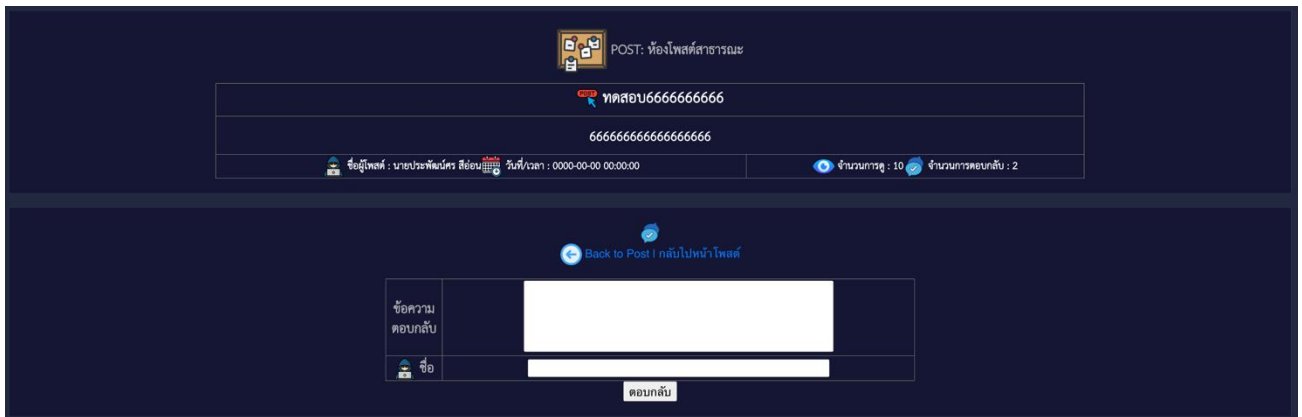 POST: ห้องโพสต์สาธารณะ
POST ทดสอบ6666666666
666666666666666666
ชื่อผู้โพสต์ : นายประพัฒน์ศร สีอ่อน วันที่/เวลา : 0000-00-00 00:00:00 จำนวนการดู : 10 จำนวนการตอบกลับ : 2
Back to Post | กลับไปหน้าโพสต์
ข้อความ
ตอบกลับ
ชื่อ
ตอบกลับ